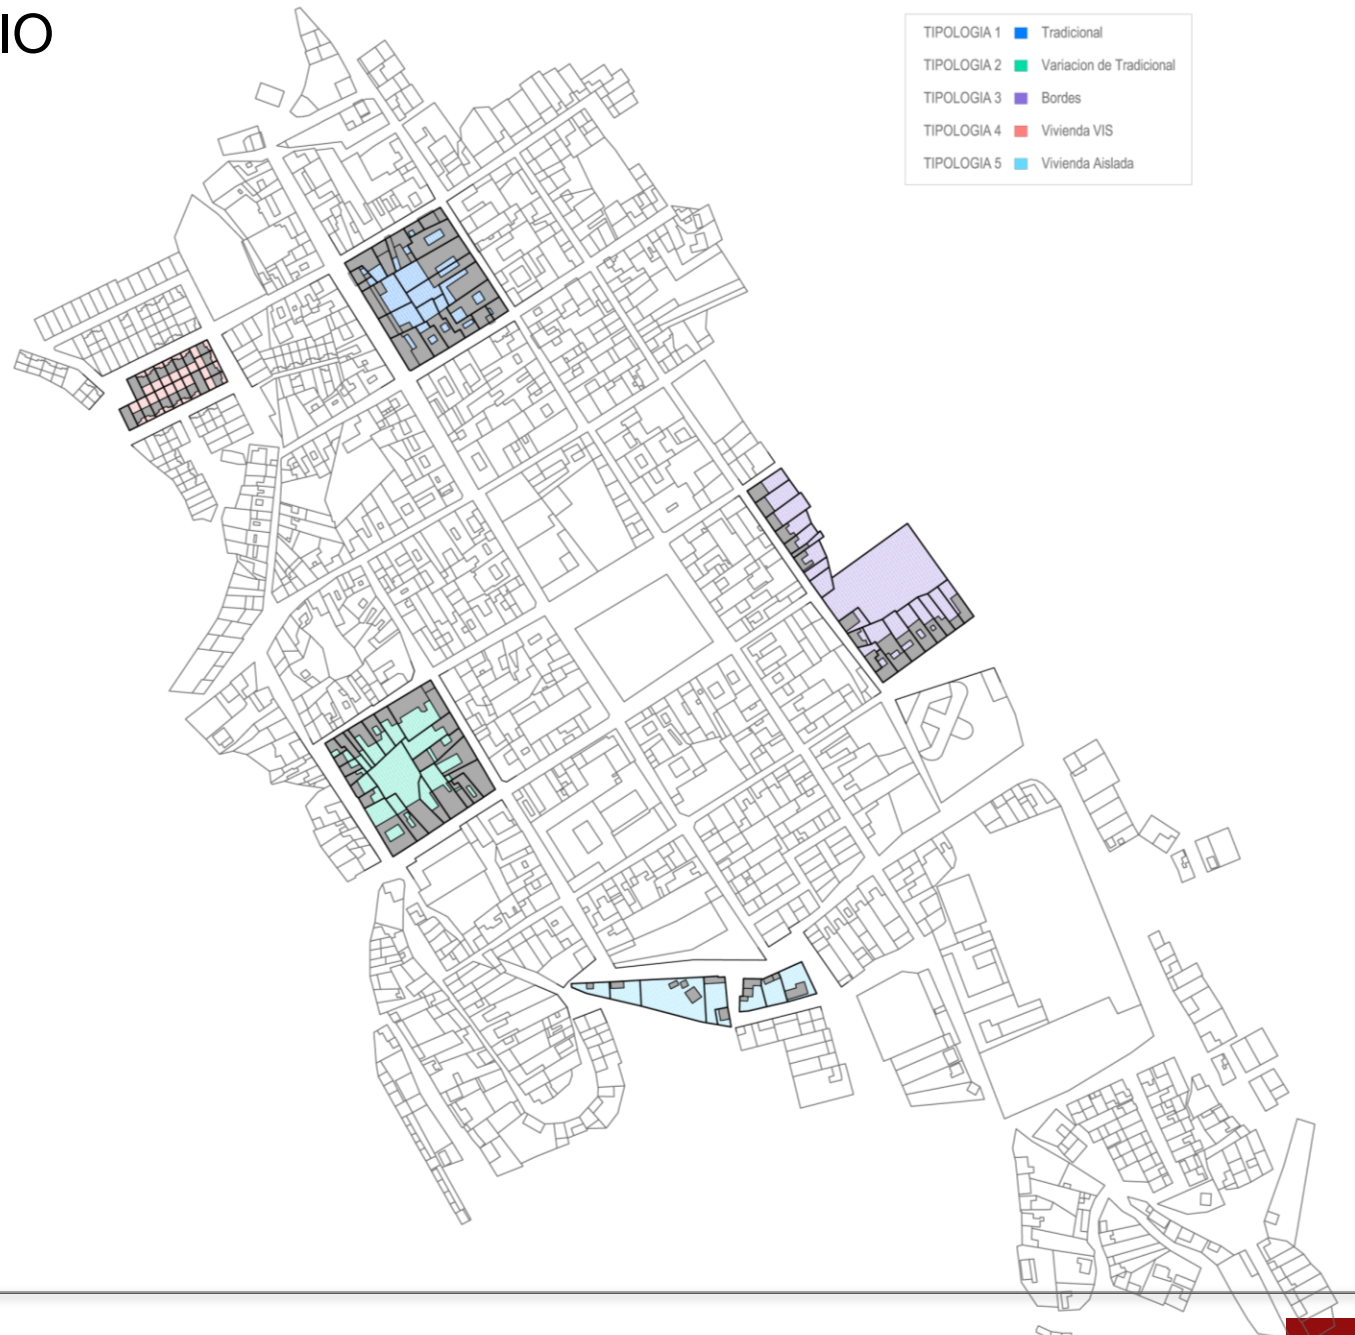 IO
TIPOLOGIA 1 Tradicional
TIPOLOGIA 2 Variacion de Tradicional
TIPOLOGIA 3 Bordes
TIPOLOGIA 4 Vivienda VIS
TIPOLOGIA 5 Vivienda Aislada